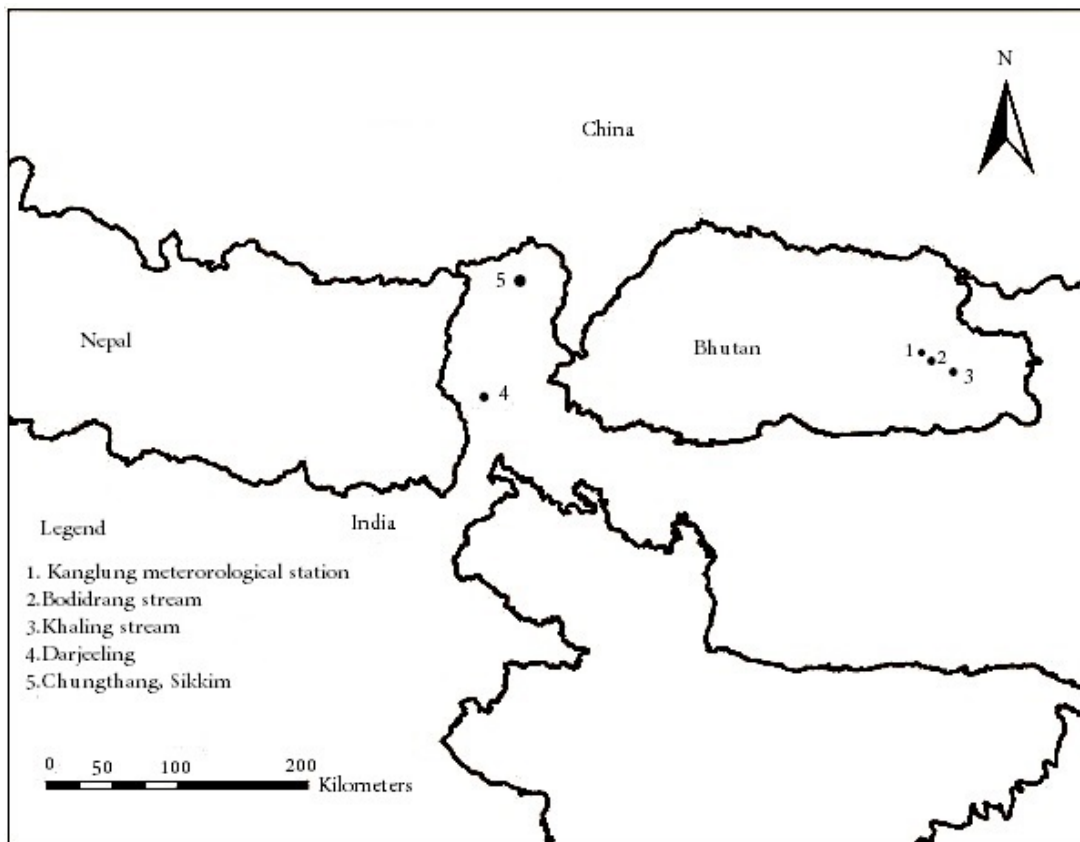 N
China
5
Nepal
Bhutan
1
2
3
4
India
Legend
1. Kanglung meterorological station
2.Bodidrang stream
3.Khaling stream
4.Darjeeling
5.Chungthang, Sikkim
0 50 100 200
Kilometers